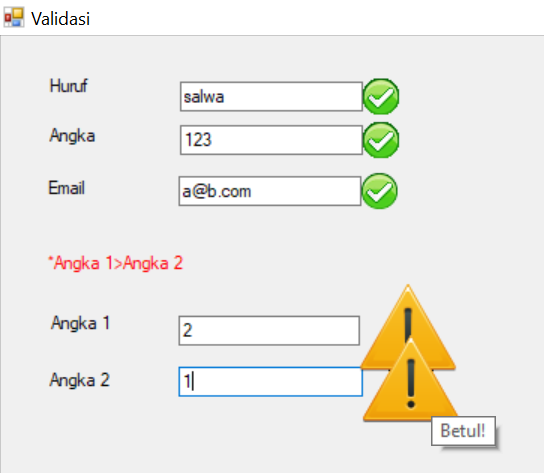 Validasi
Huruf
salwa
Angka
123
Email
a@b.com
*Angka 1>Angka 2
Angka 1
2
Angka 2
1
Betul!